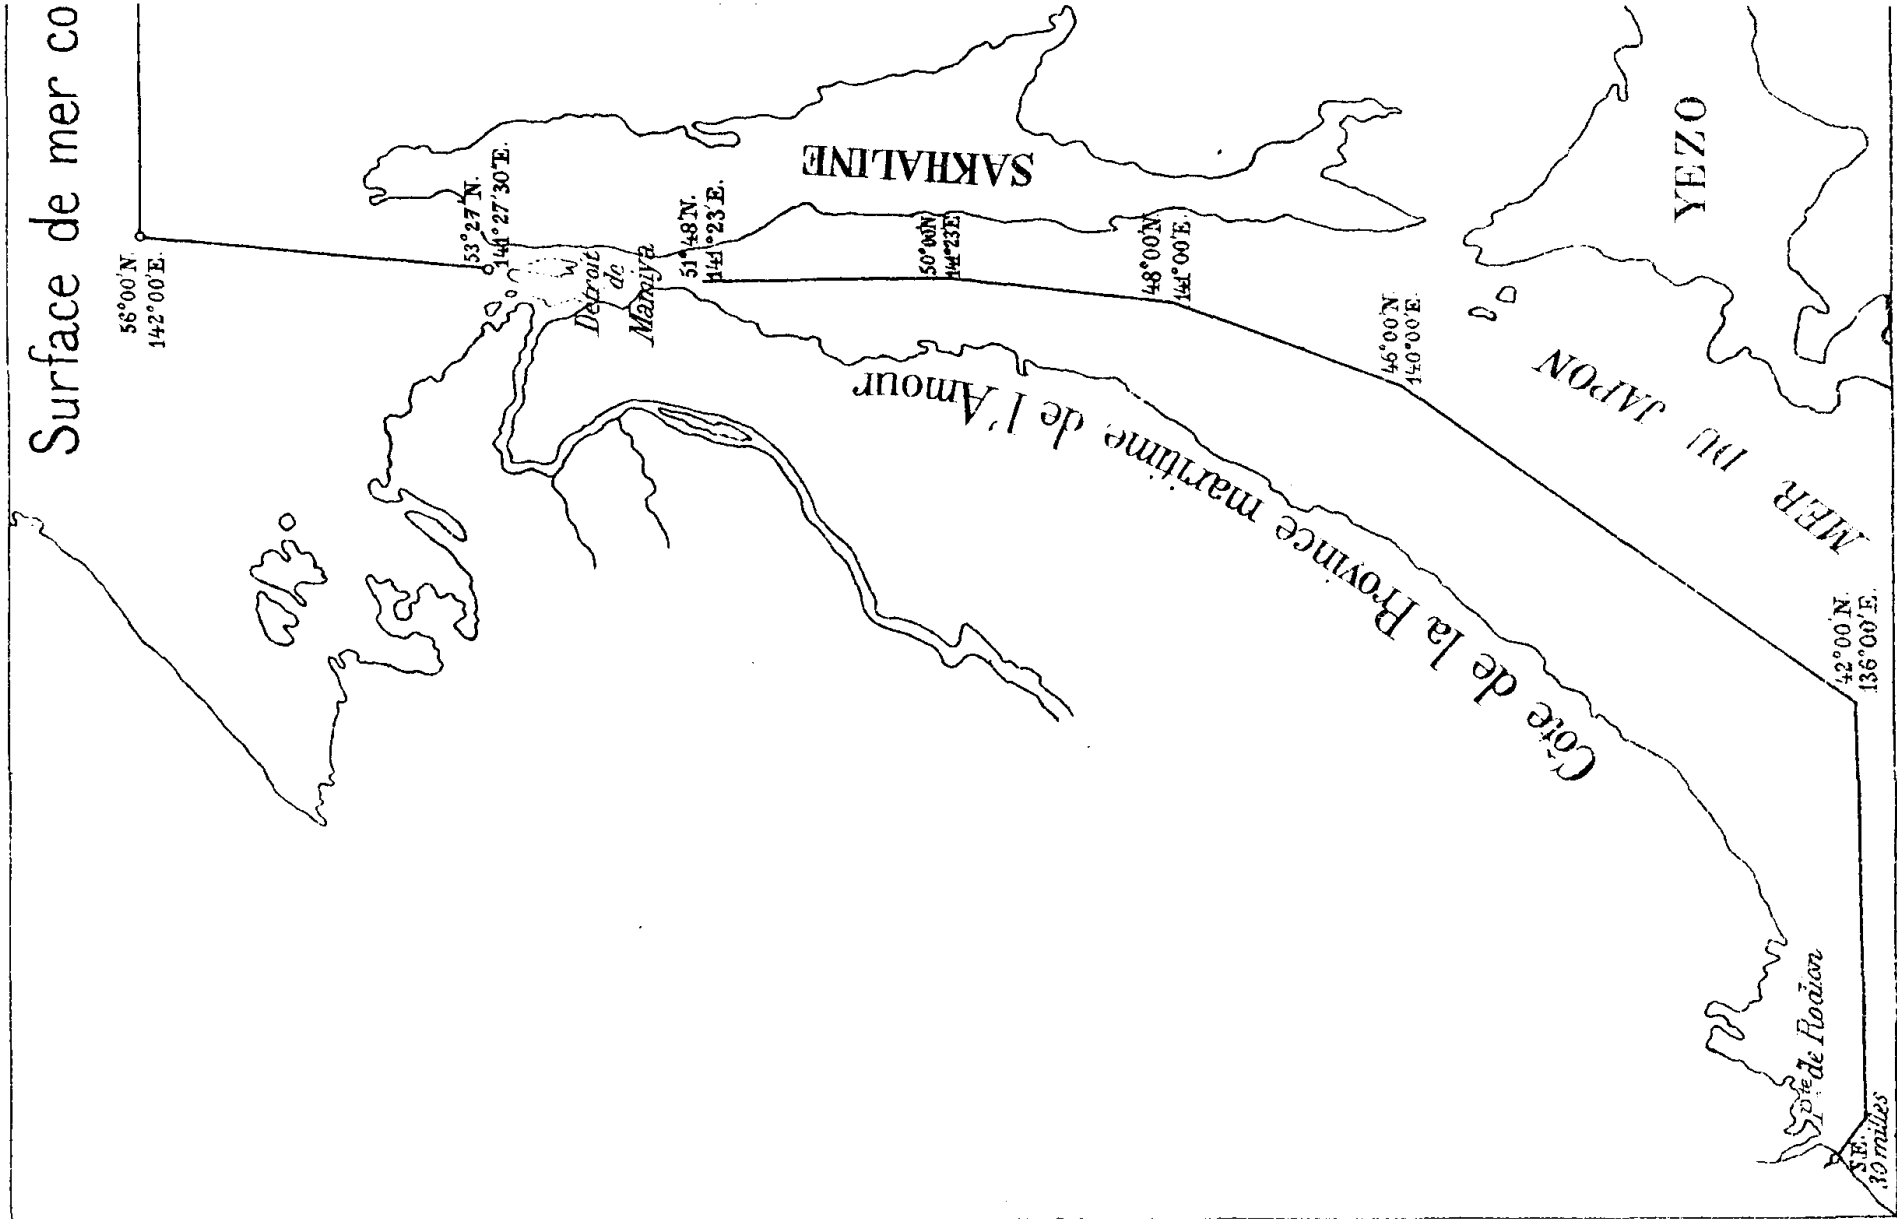 Surface de mer co
56°00'N.
142°00'E.
53°27'N.
141°27'30"E.
Détroit
de
Mamiya
51°48'N.
141°23'E.
SAKHALINE
50°00'N
141°23'E
48°00'N.
141°00'E.
46°00'N.
140°00'E.
YEZO
MER DU JAPON
Côte de la Province maritime de l'Amour
42°00'N.
136°00'E.
Pte de
S.E.
30 milles